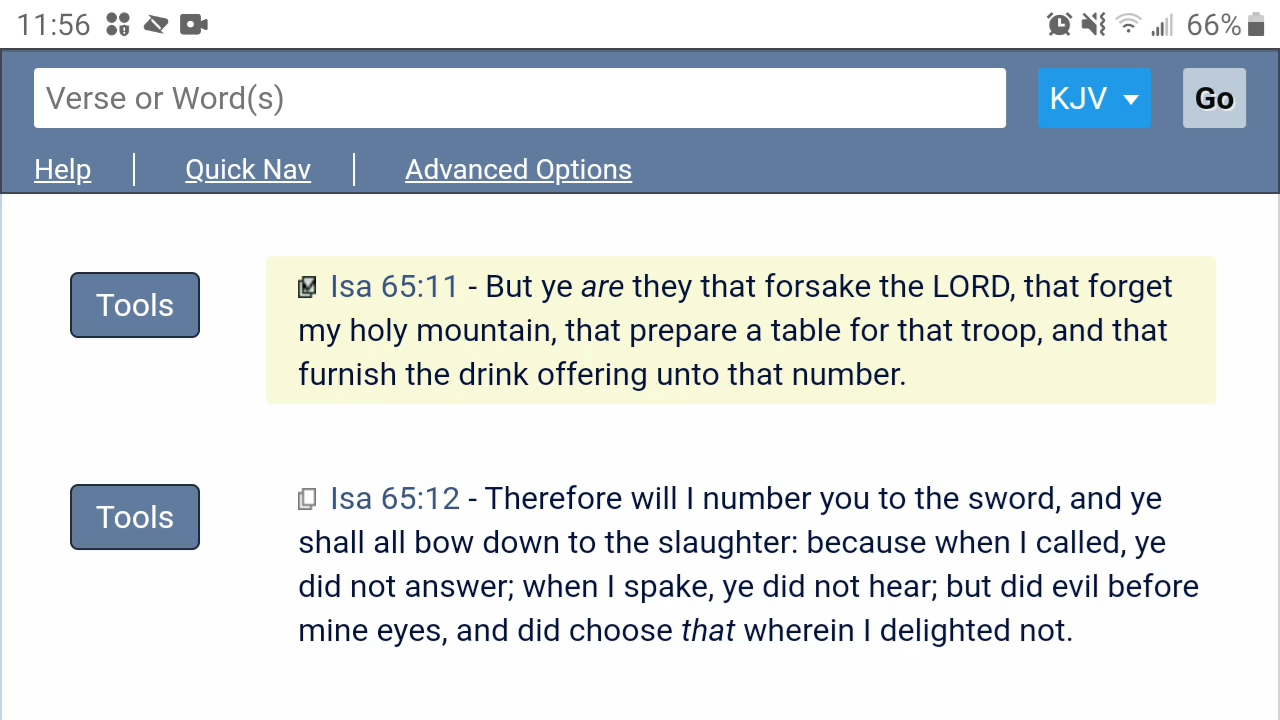 11:56 66%
Verse or Word(s) KJV Go
Help Quick Nav Advanced Options
Tools
Isa 65:11 - But ye are they that forsake the LORD, that forget
my holy mountain, that prepare a table for that troop, and that
furnish the drink offering unto that number.
Tools
Isa 65:12 - Therefore will I number you to the sword, and ye
shall all bow down to the slaughter: because when I called, ye
did not answer; when I spake, ye did not hear; but did evil before
mine eyes, and did choose that wherein I delighted not.